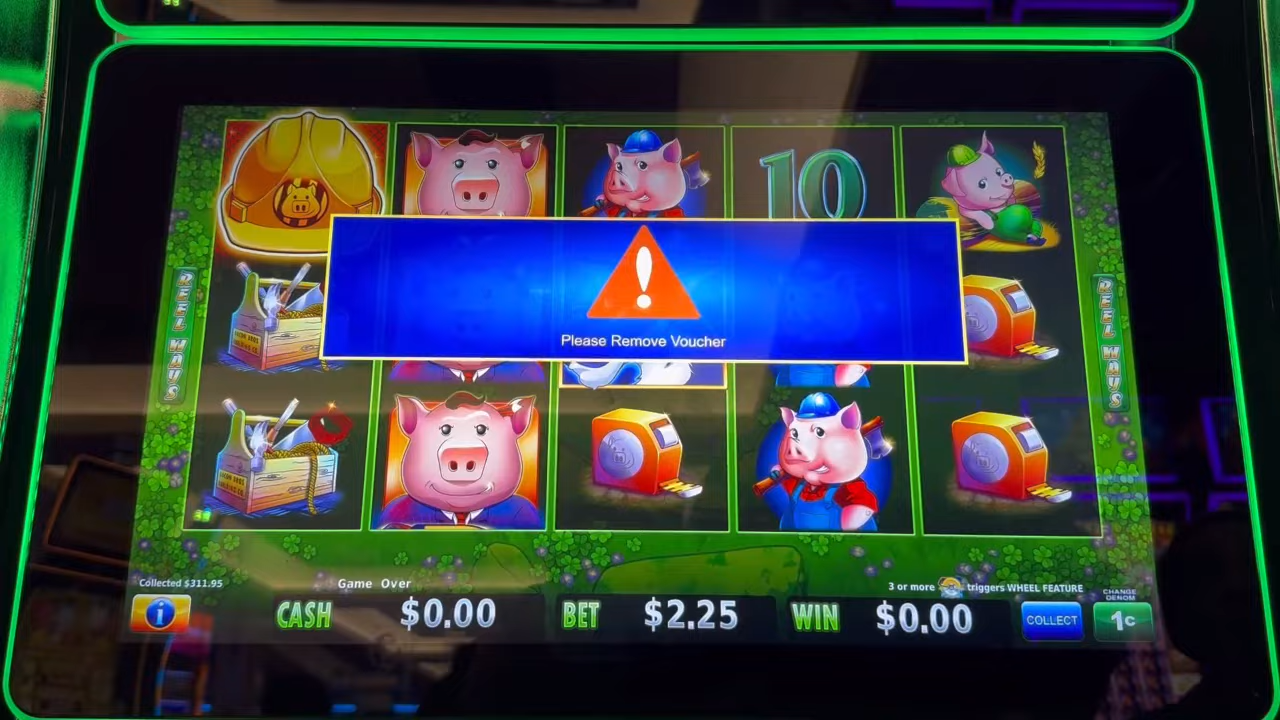 10
Please Remove Voucher
REEL WAYS
REEL WAYS
Collected $311.95
Game Over
3 or more triggers WHEEL FEATURE
CASH $0.00 BET $2.25 WIN $0.00
COLLECT
CHANGE
DENOM
1¢